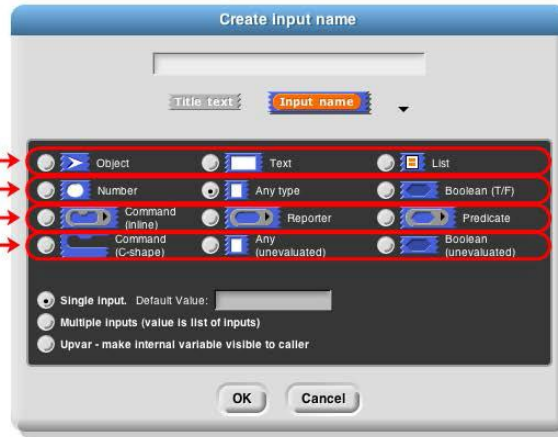 Create input name
Title text Input name
Object Text List
Number Any type Boolean (T/F)
Command (inline) Reporter Predicate
Command (C-shape) Any (unevaluated) Boolean (unevaluated)
Single input. Default Value:
Multiple inputs (value is list of inputs)
Upvar - make internal variable visible to caller
OK Cancel